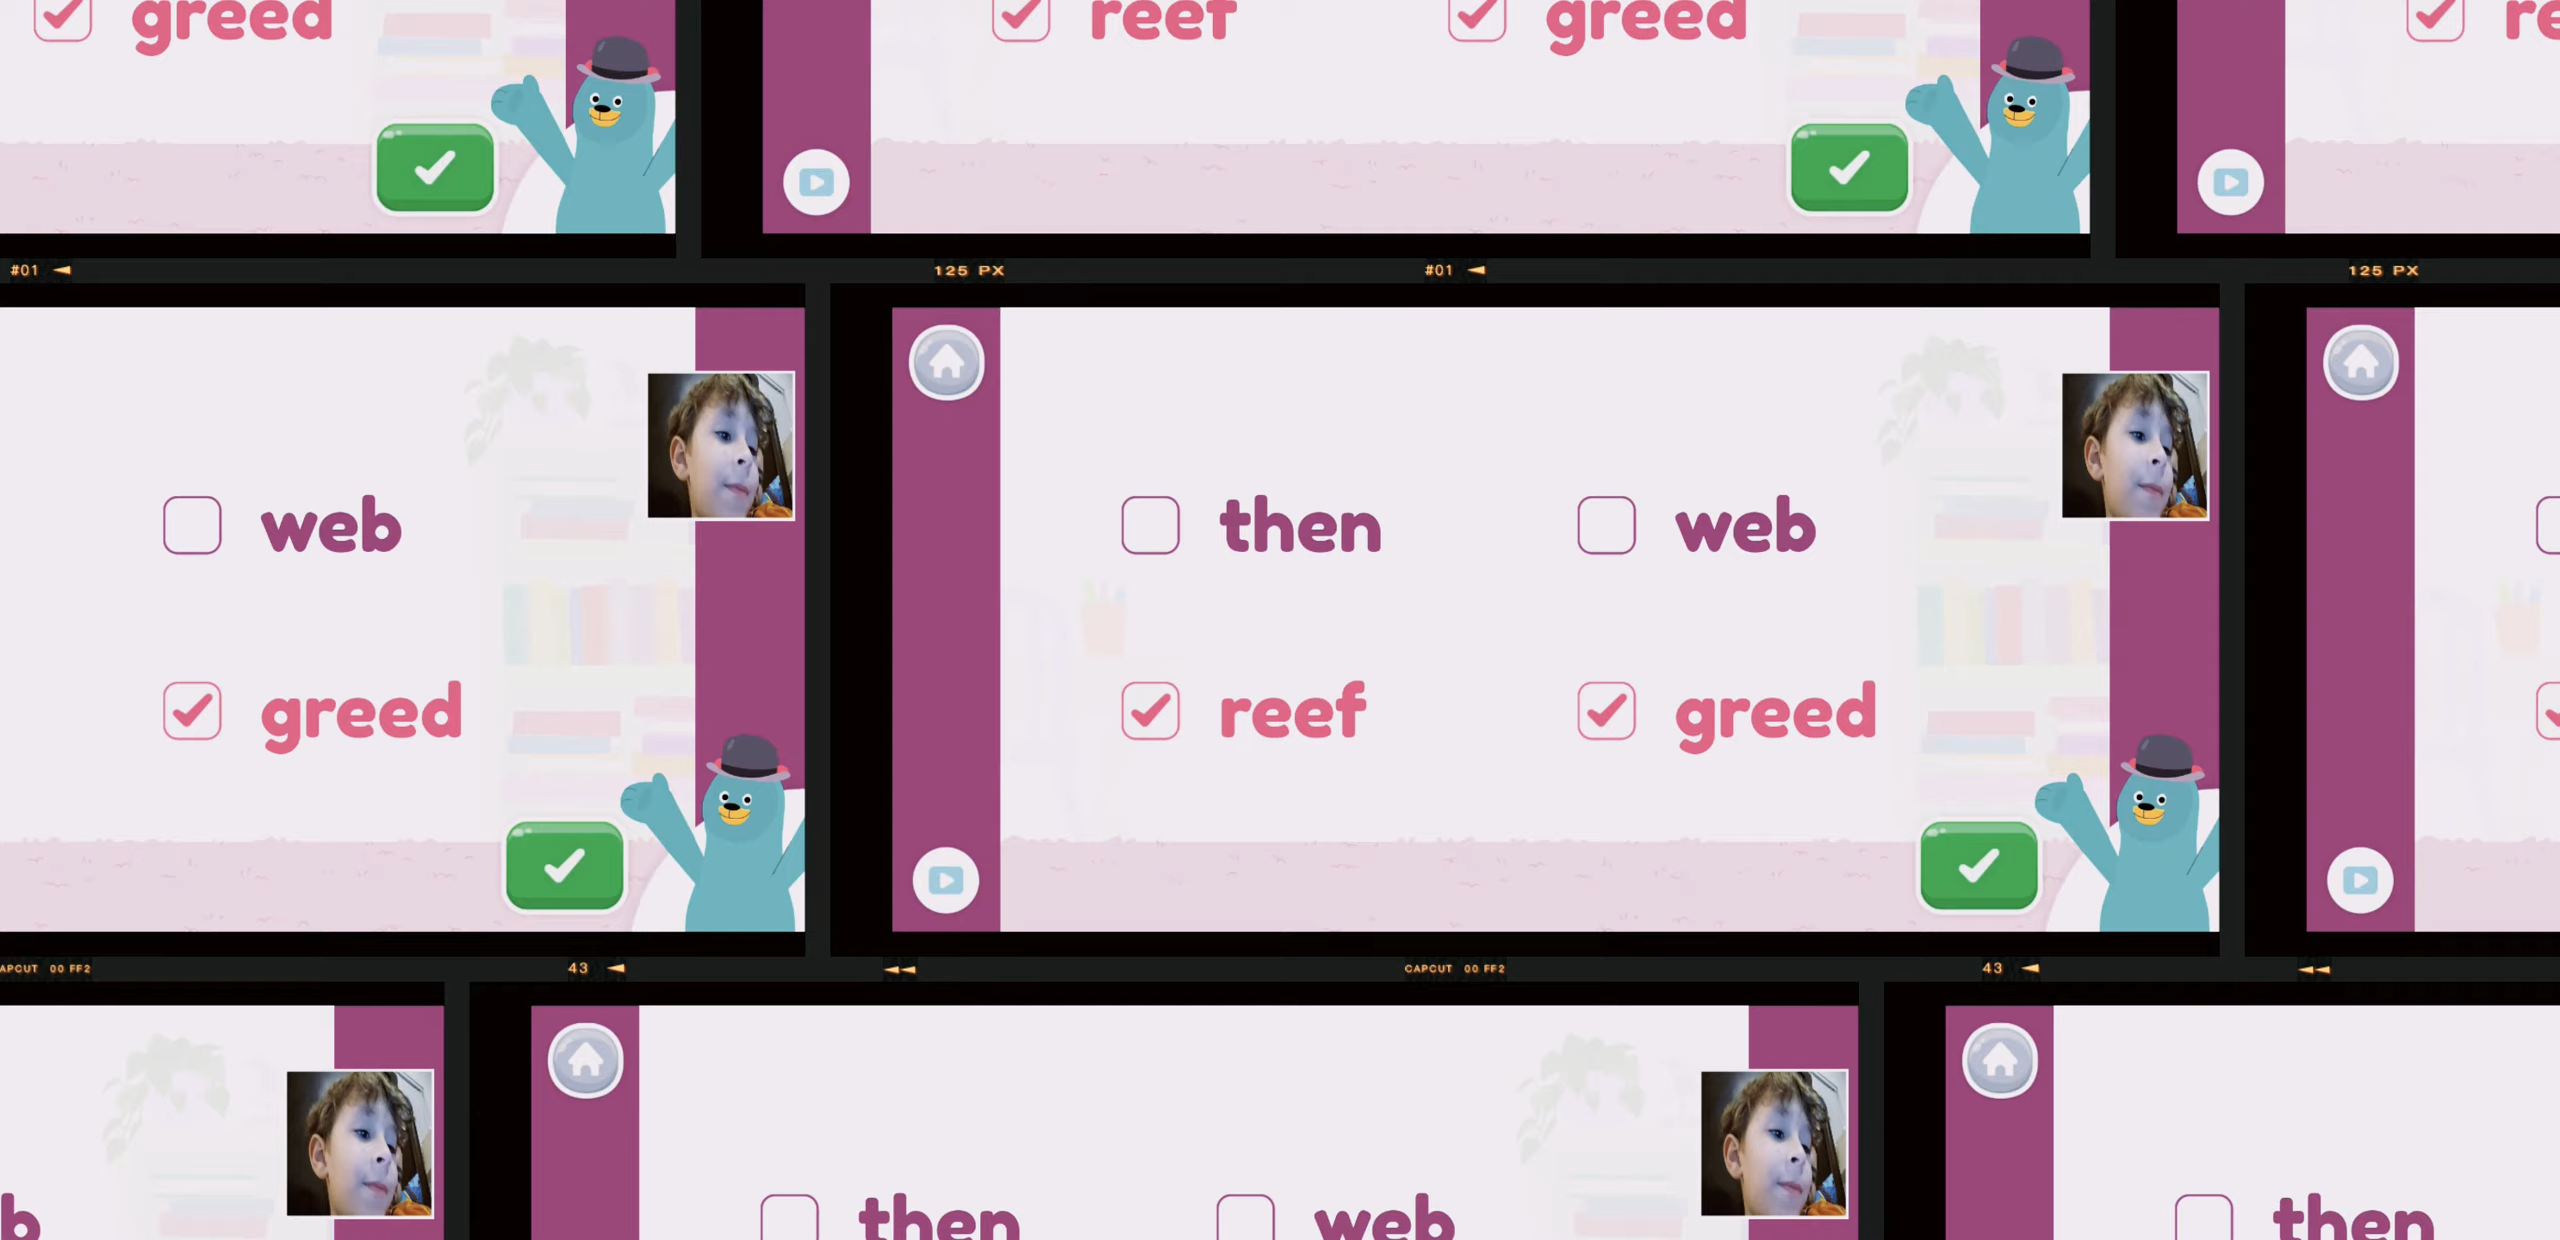 greed reef greed re
#01 125 PX #01 125 PX
web then web
greed reef greed
APCUT 00 FF2 43 CAPCUT 00 FF2 43
b then web then